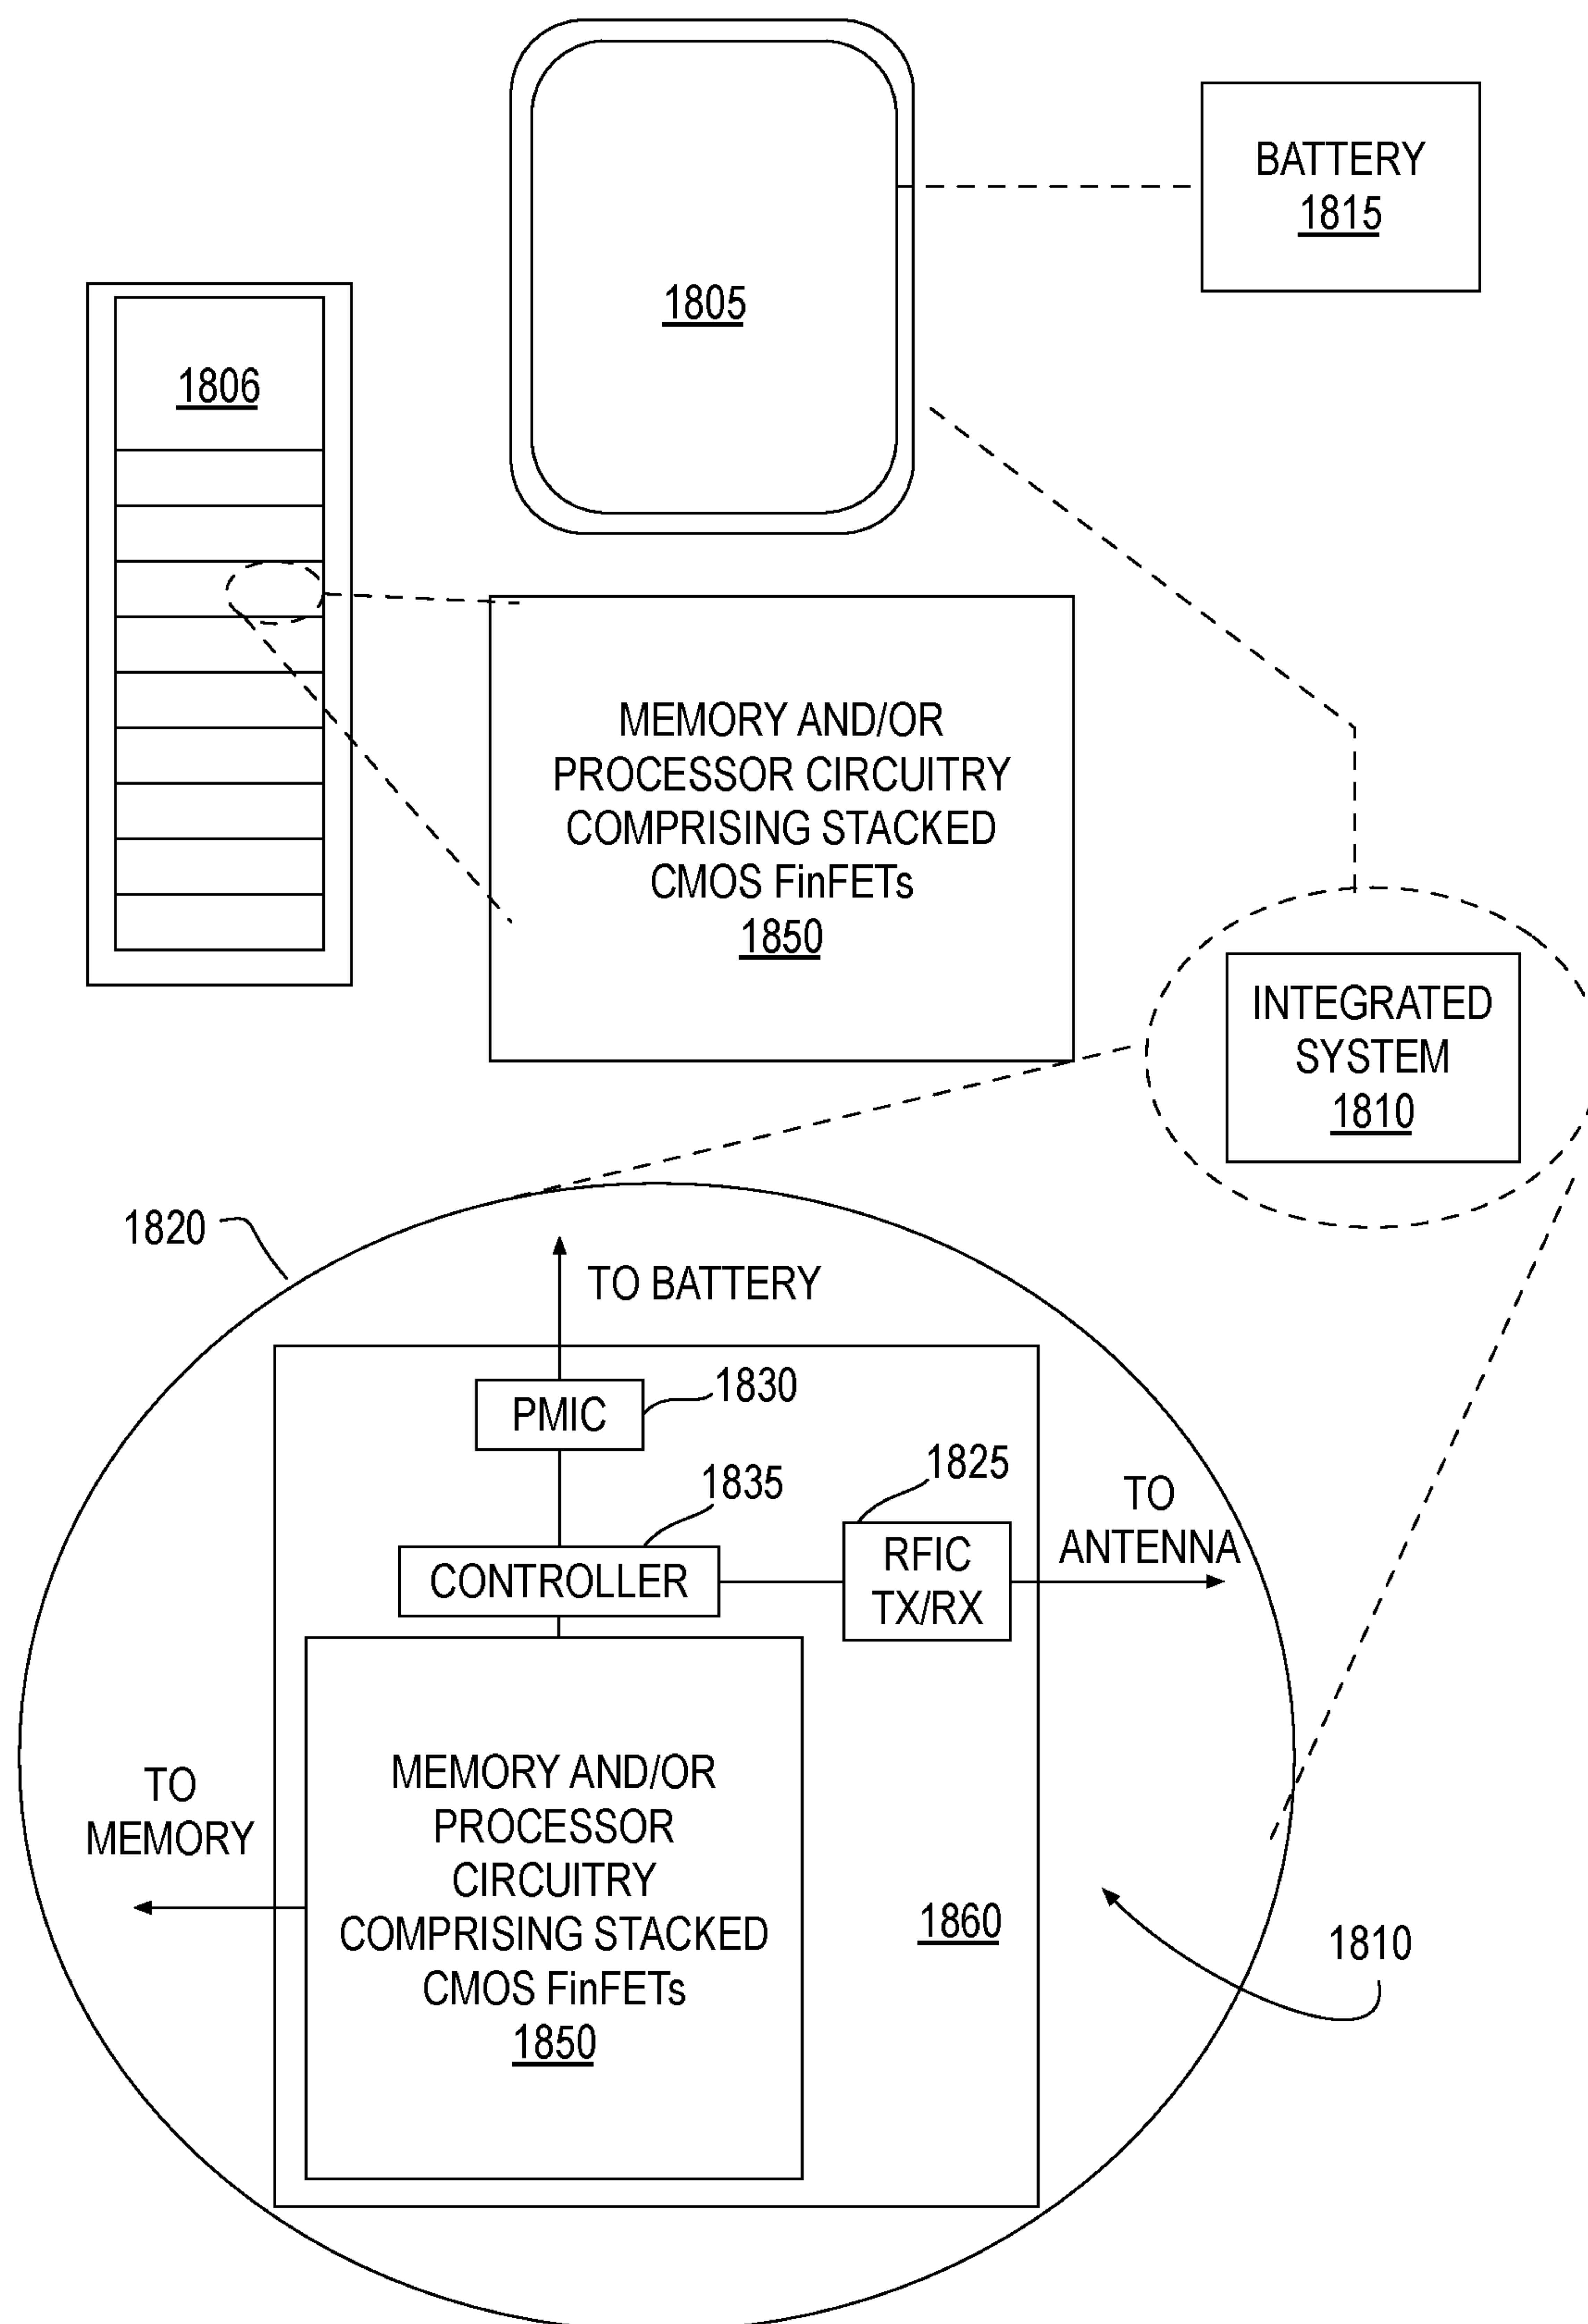 BATTERY
1815
1805
1806
MEMORY AND/OR
PROCESSOR CIRCUITRY
COMPRISING STACKED
CMOS FinFETs
1850
INTEGRATED
SYSTEM
1810
1820
TO BATTERY
PMIC
1830
1835
1825
CONTROLLER
RFIC
TX/RX
TO
ANTENNA
TO
MEMORY
MEMORY AND/OR
PROCESSOR
CIRCUITRY
COMPRISING STACKED
CMOS FinFETs
1850
1860
1810